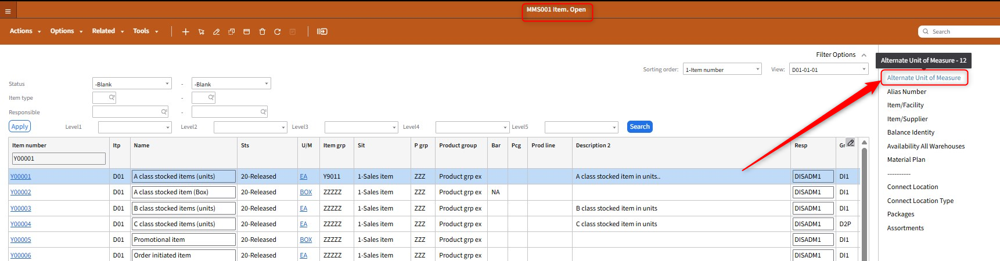 MMS001 Item. Open
Actions Options Related Tools Search
Filter Options
Alternate Unit of Measure - 12
Sorting order: 1-Item number View: D01-01-01
Status -Blank - -Blank
Item type -
Responsible -
Apply Level1 Level2 Level3 Level4 Level5 Search
Item number Itp Name Sts U/M Item grp Sit P grp Product group Bar Pcg Prod line Description 2 Resp Gr
Y00001
Y00001 D01 A class stocked items (units) 20-Released EA Y9011 1-Sales item ZZZ Product grp ex A class stocked item in units.. DISADM1 DI1
Y00002 D01 A class stocked item (Box) 20-Released BOX ZZZZZ 1-Sales item ZZZ Product grp ex NA DISADM1 DI1
Y00003 D01 B class stocked items (units) 20-Released EA ZZZZZ 1-Sales item ZZZ Product grp ex B class stocked item in units DISADM1 DI1
Y00004 D01 C class stocked items (units) 20-Released EA ZZZZZ 1-Sales item ZZZ Product grp ex C class stocked item in units DISADM1 D2P
Y00005 D01 Promotional item 20-Released BOX ZZZZZ 1-Sales item ZZZ Product grp ex DISADM1 DI1
Y00006 D01 Order initiated item 20-Released EA ZZZZZ 1-Sales item ZZZ Product grp ex DISADM1 DI1
Alternate Unit of Measure
Alias Number
Item/Facility
Item/Supplier
Balance Identity
Availability All Warehouses
Material Plan
----------
Connect Location
Connect Location Type
Packages
Assortments